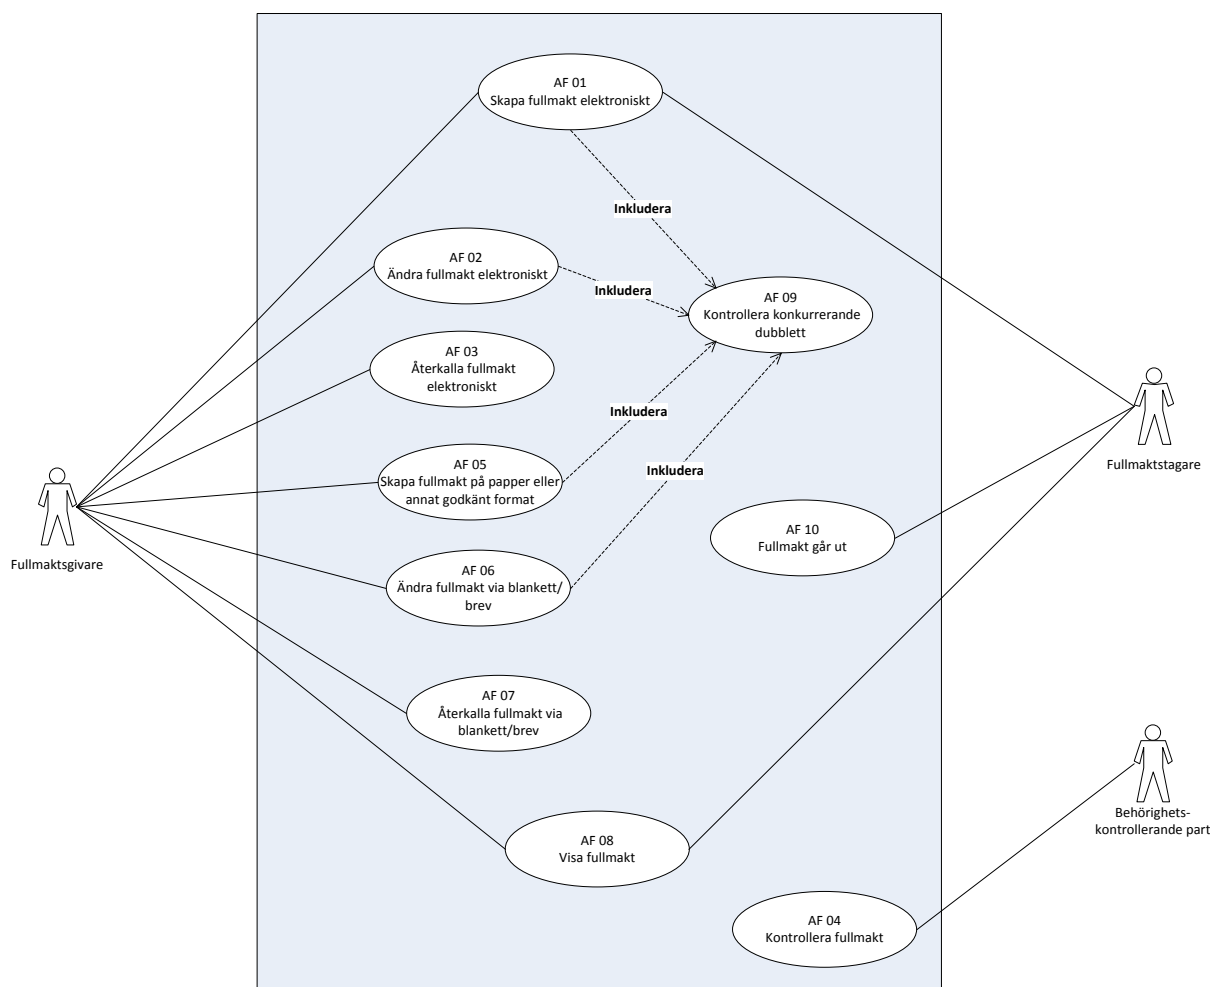 AF 01
Skapa fullmakt elektroniskt
Inkludera
AF 02
Ändra fullmakt elektroniskt
Inkludera
AF 09
Kontrollera konkurrerande
dubblett
AF 03
Återkalla fullmakt
elektroniskt
Inkludera
AF 05
Skapa fullmakt på papper eller
annat godkänt format
Inkludera
Fullmaktstagare
AF 10
Fullmakt går ut
Fullmaktsgivare
AF 06
Ändra fullmakt via blankett/
brev
AF 07
Återkalla fullmakt via
blankett/brev
Behörighets-
kontrollerande part
AF 08
Visa fullmakt
AF 04
Kontrollera fullmakt